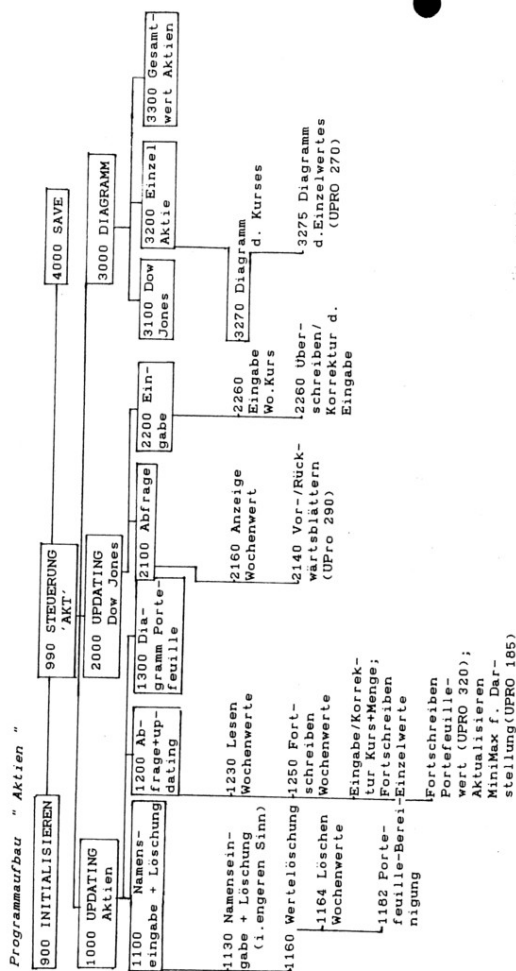 Programmaufbau " Aktien "
900 INITIALISIEREN
990 STEUERUNG
'AKT'
4000 SAVE
1000 UPDATING
Aktien
2000 UPDATING
Dow Jones
3000 DIAGRAMM
1100 Namens-
eingabe + Löschung
1200 Ab-
frage+up-
dating
1300 Dia-
gramm Porte-
feuille
2100 Abfrage
2200 Ein-
gabe
3100 Dow
Jones
3200 Einzel
Aktie
3300 Gesamt-
wert Aktien
1130 Namensein-
gabe + Löschung
(i.engeren Sinn)
1160 Wertelöschung
1164 Löschen
Wochenwerte
1182 Porte-
feuille-Berei-
nigung
1230 Lesen
Wochenwerte
1250 Fort-
schreiben
Wochenwerte
Eingabe/Korrek-
tur Kurs+Menge;
Fortschreiben
Einzelwerte
Fortschreiben
Portefeuille-
wert (UPRO 320);
Aktualisieren
MiniMax f. Dar-
stellung(UPRO 185)
2160 Anzeige
Wochenwert
2140 Vor-/Rück-
wärtsblättern
(UPro 290)
2260
Eingabe
Wo.Kurs
2260 Über-
schreiben/
Korrektur d.
Eingabe
3270 Diagramm
d. Kurses
3275 Diagramm
d.Einzelwertes
(UPRO 270)